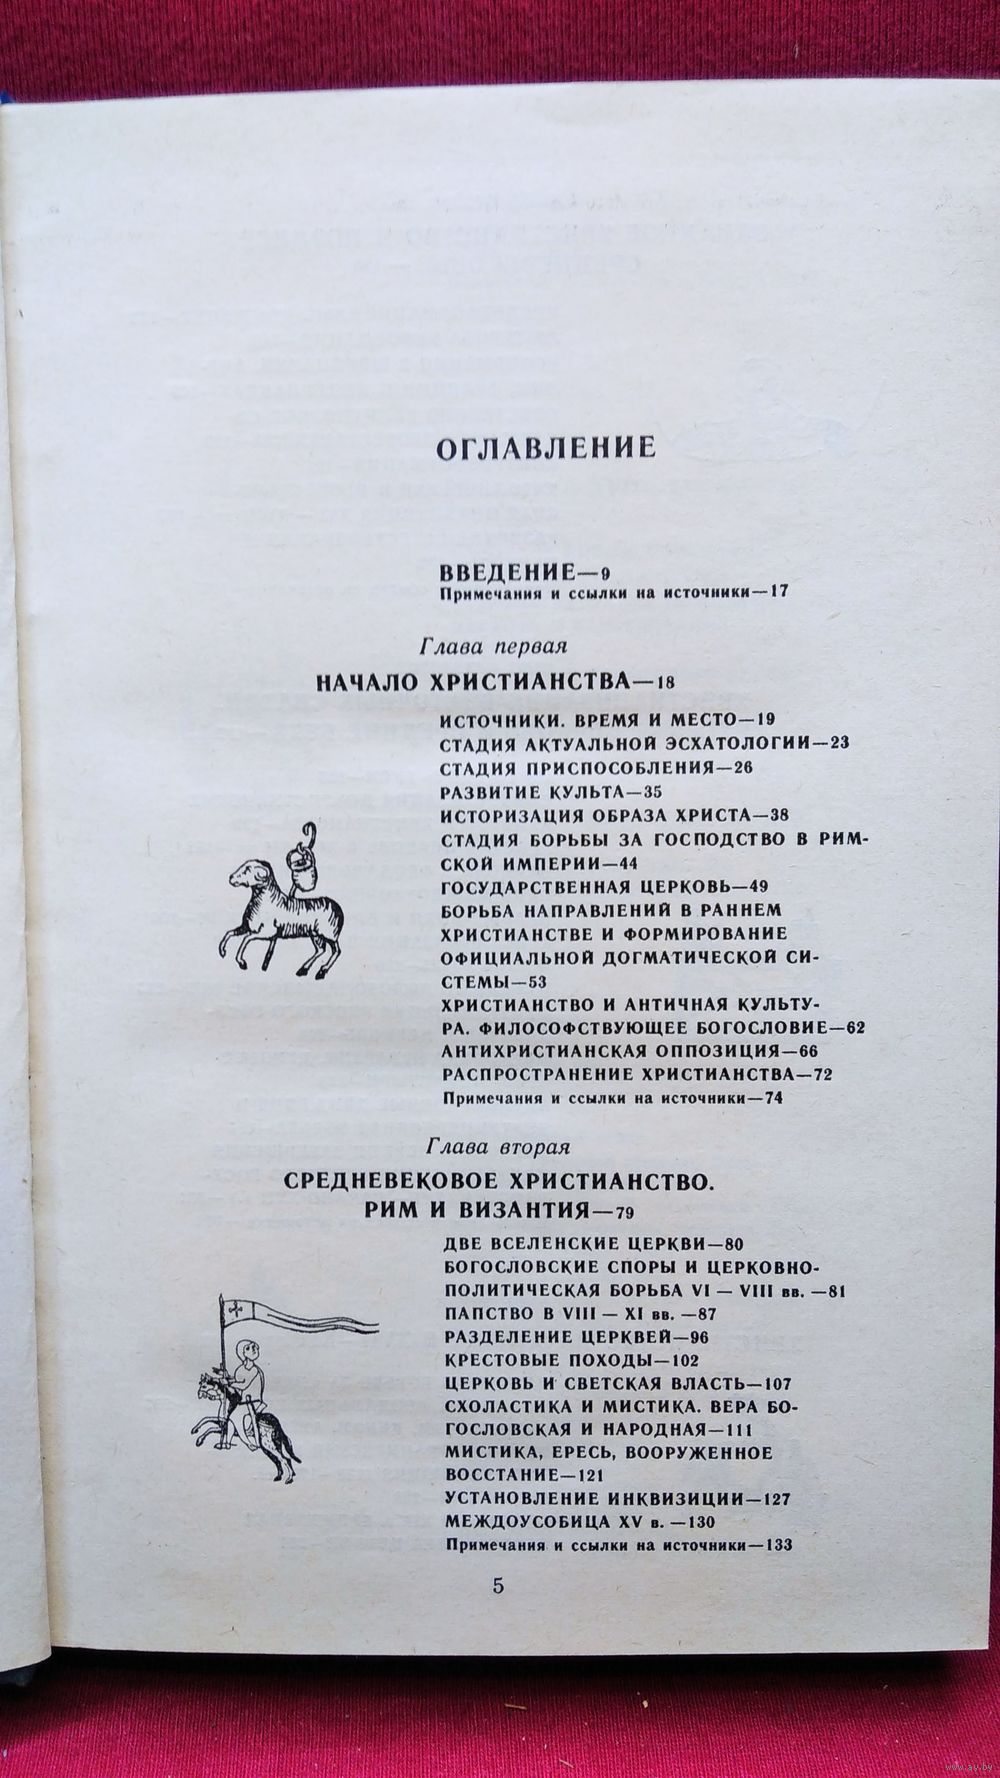 ОГЛАВЛЕНИЕ
ВВЕДЕНИЕ—9
Примечания и ссылки на источники—17
Глава первая
НАЧАЛО ХРИСТИАНСТВА—18
ИСТОЧНИКИ. ВРЕМЯ И МЕСТО—19
СТАДИЯ АКТУАЛЬНОЙ ЭСХАТОЛОГИИ—23
СТАДИЯ ПРИСПОСОБЛЕНИЯ—26
РАЗВИТИЕ КУЛЬТА—35
ИСТОРИЗАЦИЯ ОБРАЗА ХРИСТА—38
СТАДИЯ БОРЬБЫ ЗА ГОСПОДСТВО В РИМ-
СКОЙ ИМПЕРИИ—44
ГОСУДАРСТВЕННАЯ ЦЕРКОВЬ—49
БОРЬБА НАПРАВЛЕНИЙ В РАННЕМ
ХРИСТИАНСТВЕ И ФОРМИРОВАНИЕ
ОФИЦИАЛЬНОЙ ДОГМАТИЧЕСКОЙ СИ-
СТЕМЫ—53
ХРИСТИАНСТВО И АНТИЧНАЯ КУЛЬТУ-
РА. ФИЛОСОФСТВУЮЩЕЕ БОГОСЛОВИЕ—62
АНТИХРИСТИАНСКАЯ ОППОЗИЦИЯ—66
РАСПРОСТРАНЕНИЕ ХРИСТИАНСТВА—72
Примечания и ссылки на источники—74
Глава вторая
СРЕДНЕВЕКОВОЕ ХРИСТИАНСТВО.
РИМ И ВИЗАНТИЯ—79
ДВЕ ВСЕЛЕНСКИЕ ЦЕРКВИ—80
БОГОСЛОВСКИЕ СПОРЫ И ЦЕРКОВНО-
ПОЛИТИЧЕСКАЯ БОРЬБА VI — VIII вв. —81
ПАПСТВО В VIII — XI вв. —87
РАЗДЕЛЕНИЕ ЦЕРКВЕЙ—96
КРЕСТОВЫЕ ПОХОДЫ—102
ЦЕРКОВЬ И СВЕТСКАЯ ВЛАСТЬ—107
СХОЛАСТИКА И МИСТИКА. ВЕРА БО-
ГОСЛОВСКАЯ И НАРОДНАЯ—111
МИСТИКА, ЕРЕСЬ, ВООРУЖЕННОЕ
ВОССТАНИЕ—121
УСТАНОВЛЕНИЕ ИНКВИЗИЦИИ—127
МЕЖДОУСОБИЦА XV в. —130
Примечания и ссылки на источники—133
5
www.ay.by